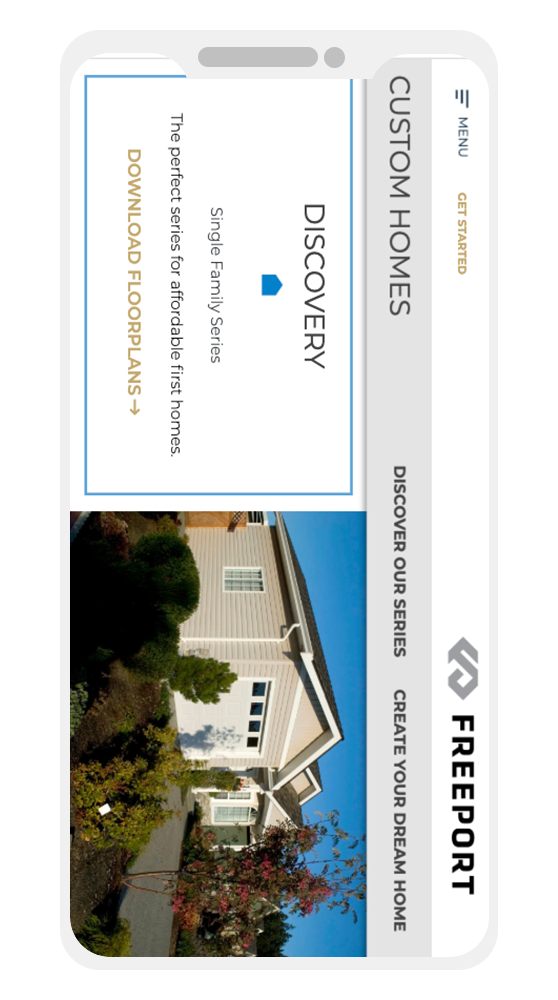 MENU
GET STARTED
FREEPORT
CUSTOM HOMES
DISCOVER OUR SERIES
CREATE YOUR DREAM HOME
DISCOVERY
Single Family Series
The perfect series for affordable first homes.
DOWNLOAD FLOORPLANS→